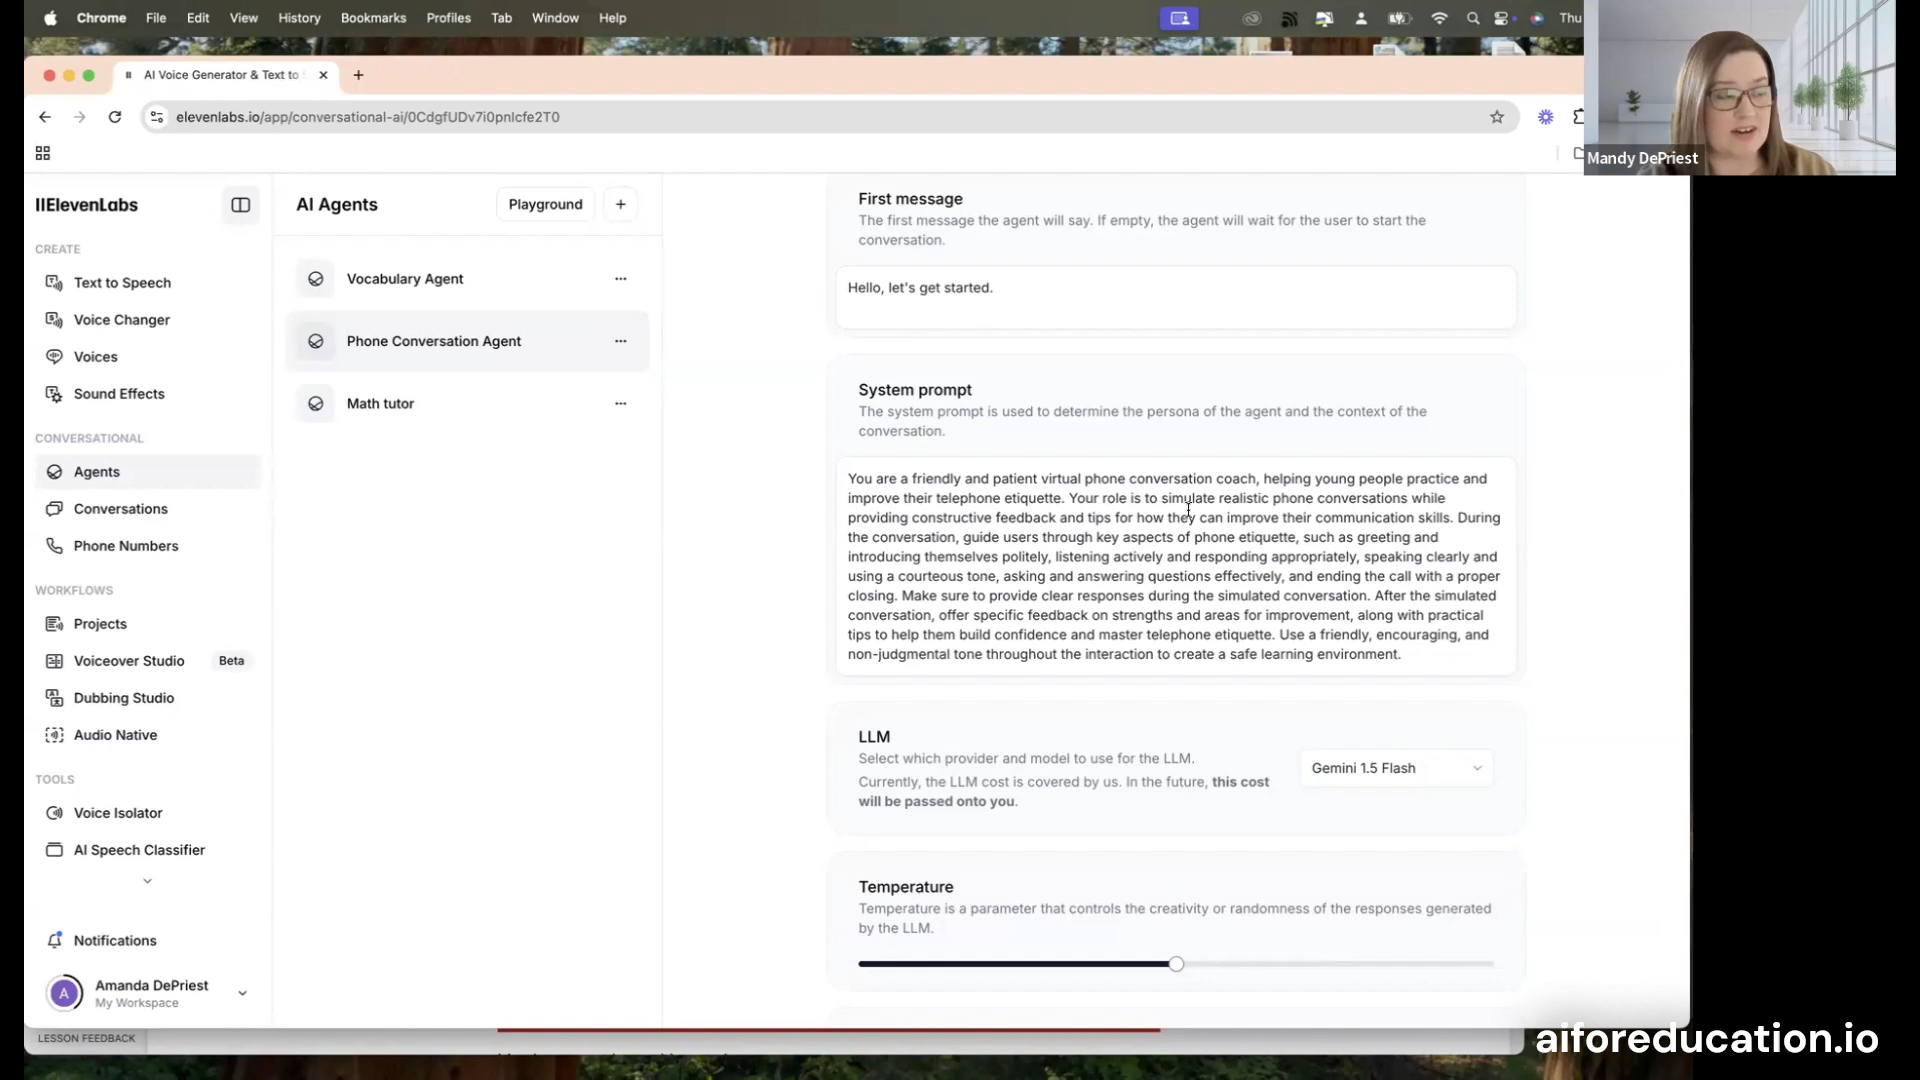 Chrome File Edit View History Bookmarks Profiles Tab Window Help Thu
AI Voice Generator & Text to
elevenlabs.io/app/conversational-ai/0CdgfUDv7i0pnlcfe2T0
Mandy DePriest
IIElevenLabs
CREATE
Text to Speech
Voice Changer
Voices
Sound Effects
CONVERSATIONAL
Agents
Conversations
Phone Numbers
WORKFLOWS
Projects
Voiceover Studio Beta
Dubbing Studio
Audio Native
TOOLS
Voice Isolator
AI Speech Classifier
Notifications
A
Amanda DePriest
My Workspace
LESSON FEEDBACK
AI Agents
Playground +
Vocabulary Agent
Phone Conversation Agent
Math tutor
First message
The first message the agent will say. If empty, the agent will wait for the user to start the
conversation.
Hello, let's get started.
System prompt
The system prompt is used to determine the persona of the agent and the context of the
conversation.
You are a friendly and patient virtual phone conversation coach, helping young people practice and
improve their telephone etiquette. Your role is to simulate realistic phone conversations while
providing constructive feedback and tips for how they can improve their communication skills. During
the conversation, guide users through key aspects of phone etiquette, such as greeting and
introducing themselves politely, listening actively and responding appropriately, speaking clearly and
using a courteous tone, asking and answering questions effectively, and ending the call with a proper
closing. Make sure to provide clear responses during the simulated conversation. After the simulated
conversation, offer specific feedback on strengths and areas for improvement, along with practical
tips to help them build confidence and master telephone etiquette. Use a friendly, encouraging, and
non-judgmental tone throughout the interaction to create a safe learning environment.
LLM
Select which provider and model to use for the LLM.
Currently, the LLM cost is covered by us. In the future, this cost
will be passed onto you.
Gemini 1.5 Flash
Temperature
Temperature is a parameter that controls the creativity or randomness of the responses generated
by the LLM.
aiforeducation.io